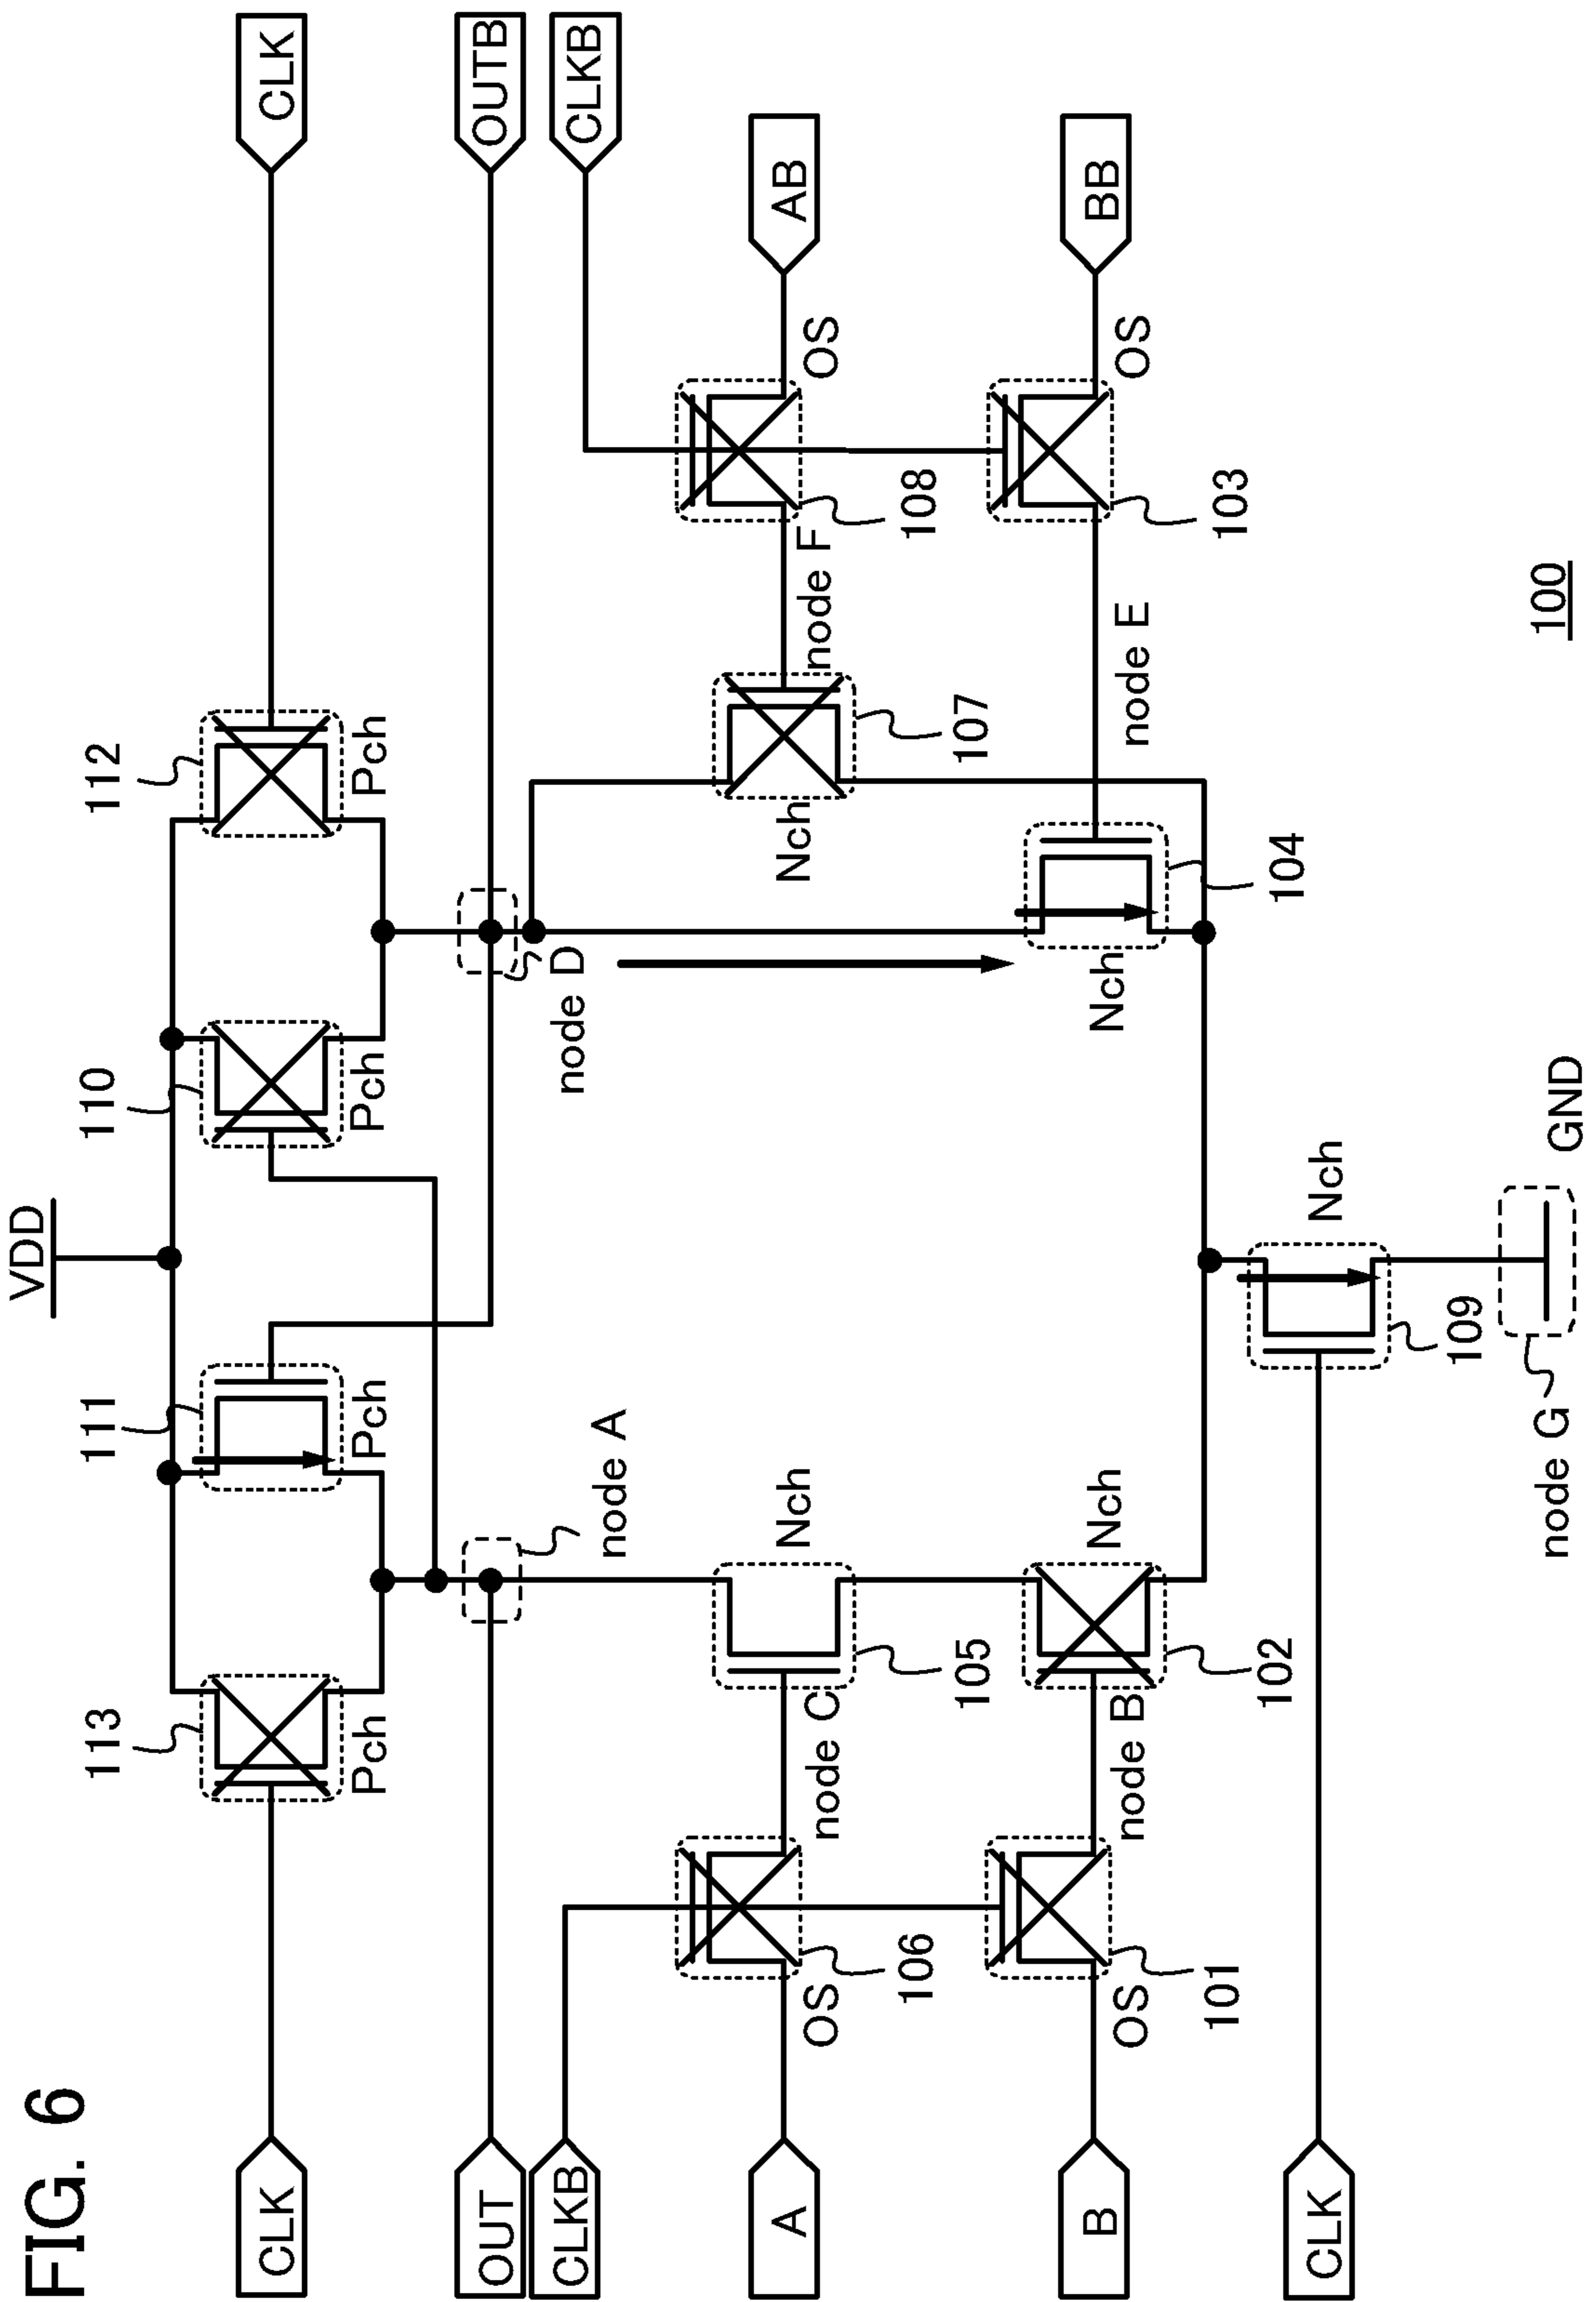 FIG. 6
VDD
113
111
110
112
CLK
Pch
Pch
Pch
Pch
CLK
OUT
OUTB
CLKB
CLKB
node A
node D
A
OS
106
node C
105
Nch
Nch
107
node F
108
OS
AB
B
OS
101
node B
102
Nch
Nch
104
node E
103
OS
BB
CLK
109
Nch
node G
GND
100